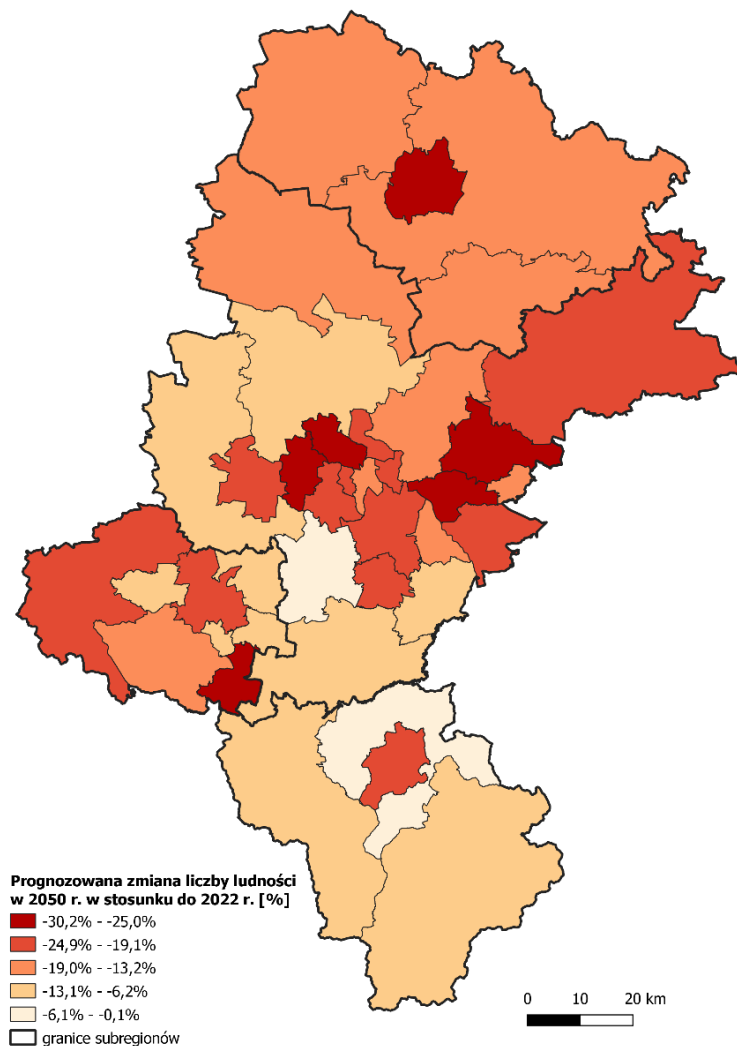 Prognozowana zmiana liczby ludności
w 2050 r. w stosunku do 2022 r. [%]
-30,2% - -25,0%
-24,9% - -19,1%
-19,0% - -13,2%
-13,1% - -6,2%
-6,1% - -0,1%
granice subregionów
0 10 20 km